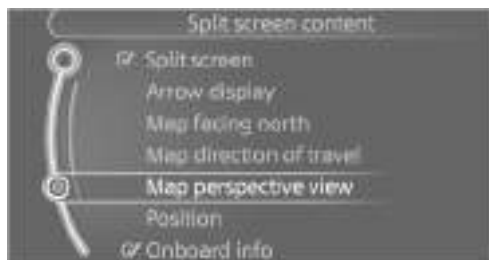 Split screen content
Split screen
Arrow display
Map facing north
Map direction of travel
Map perspective view
Position
Onboard info